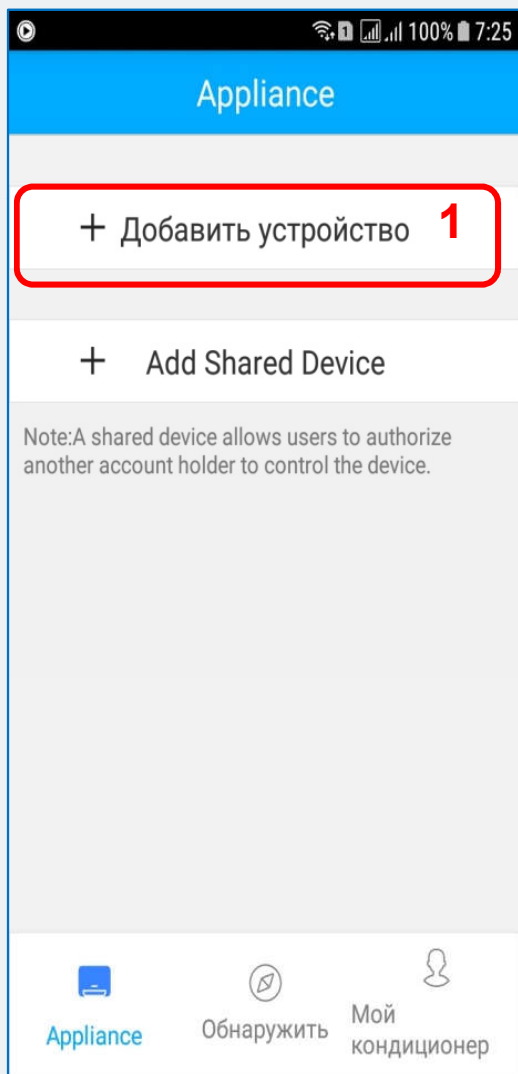 1 100% 7:25
Appliance
+ Добавить устройство 1
+ Add Shared Device
Note:A shared device allows users to authorize
another account holder to control the device.
Appliance
Обнаружить
Мой
кондиционер